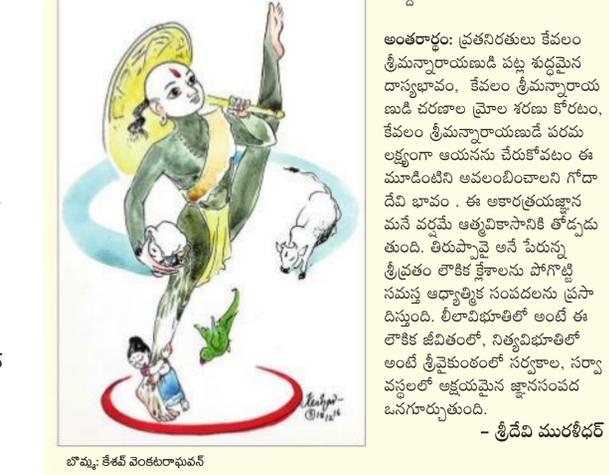 అంతరార్థం: వ్రతనిరతులు కేవలం
శ్రీమన్నారాయణుడి పట్ల శుద్ధమైన
దాస్యభావం, కేవలం శ్రీమన్నారాయ
ణుడి చరణాల మ్రోల శరణు కోరటం,
కేవలం శ్రీమన్నారాయణుడే పరమ
లక్ష్యంగా ఆయనను చేరుకోవటం ఈ
మూడింటిని అవలంబించాలని గోదా
దేవి భావం . ఈ ఆకారత్రయజ్ఞాన
మనే వర్షమే ఆత్మవికాసానికి తోడ్పడు
తుంది. తిరుప్పావై అనే పేరున్న
శ్రీవ్రతం లౌకిక క్లేశాలను పోగొట్టి
సమస్త ఆధ్యాత్మిక సంపదలను ప్రసా
దిస్తుంది. లీలావిభూతిలో అంటే ఈ
లౌకిక జీవితంలో, నిత్యవిభూతిలో
అంటే శ్రీవైకుంఠంలో సర్వకాల, సర్వా
వస్థలలో అక్షయమైన జ్ఞానసంపద
ఒనగూర్చుతుంది.
– శ్రీదేవి మురళీధర్
Keshav
బొమ్మ: కేశవ్ వెంకటరాఘవన్